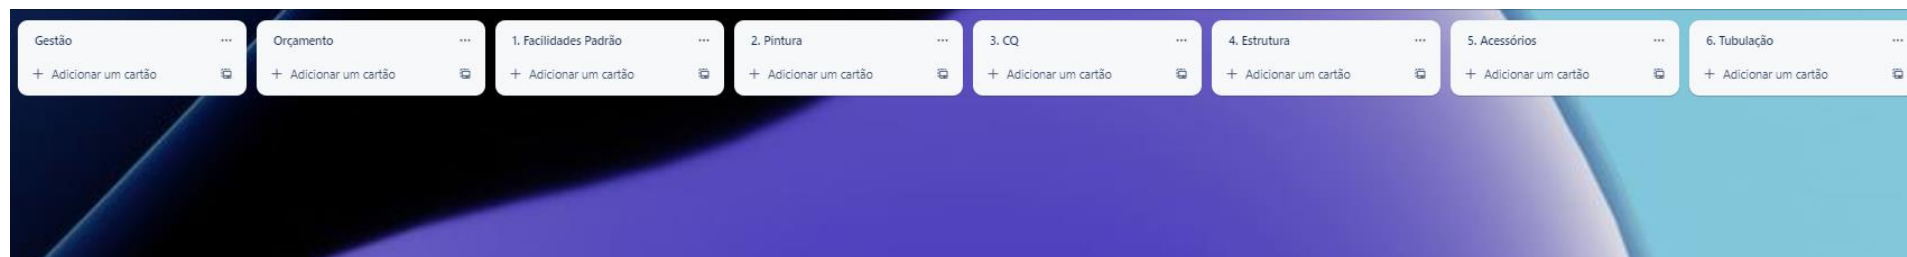 Gestão
+ Adicionar um cartão
Orçamento
+ Adicionar um cartão
1. Facilidades Padrão
+ Adicionar um cartão
2. Pintura
+ Adicionar um cartão
3. CQ
+ Adicionar um cartão
4. Estrutura
+ Adicionar um cartão
5. Acessórios
+ Adicionar um cartão
6. Tubulação
+ Adicionar um cartão